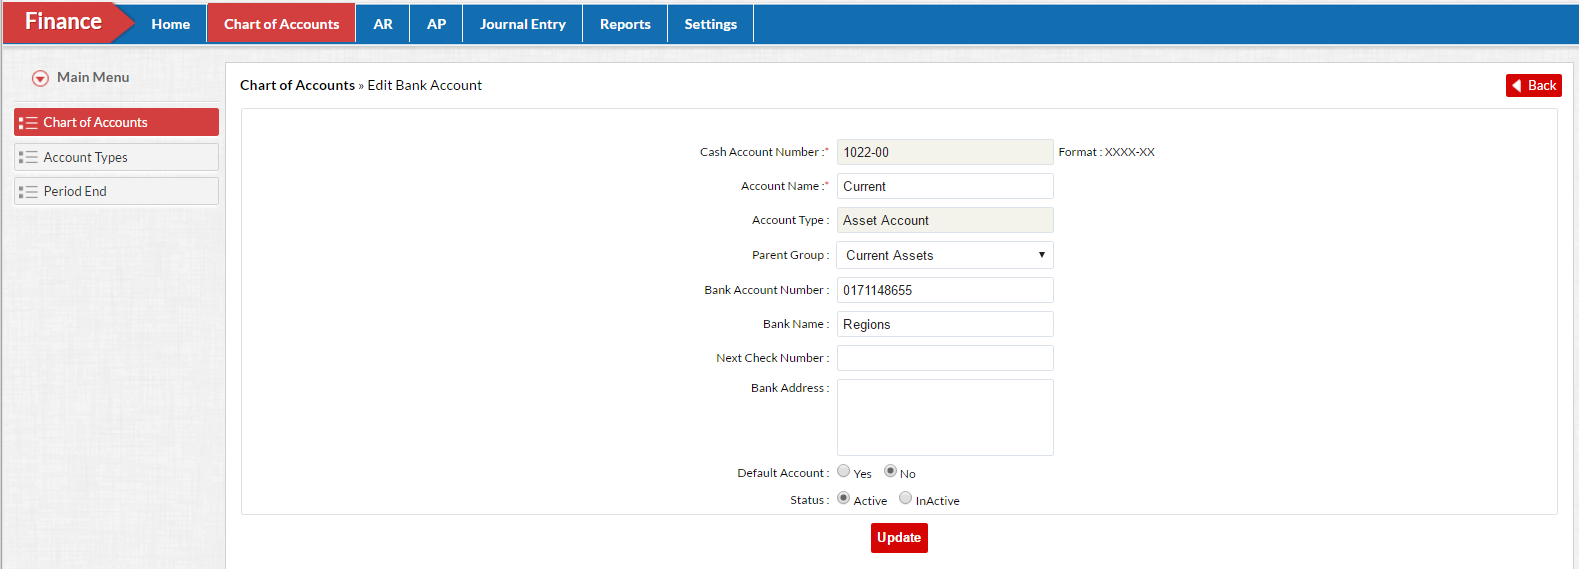 Finance Home Chart of Accounts AR AP Journal Entry Reports Settings
Main Menu
Chart of Accounts
Account Types
Period End
Chart of Accounts » Edit Bank Account
Back
Cash Account Number :* 1022-00 Format : XXXX-XX
Account Name :* Current
Account Type : Asset Account
Parent Group : Current Assets
Bank Account Number : 0171148655
Bank Name : Regions
Next Check Number :
Bank Address :
Default Account : Yes No
Status : Active InActive
Update